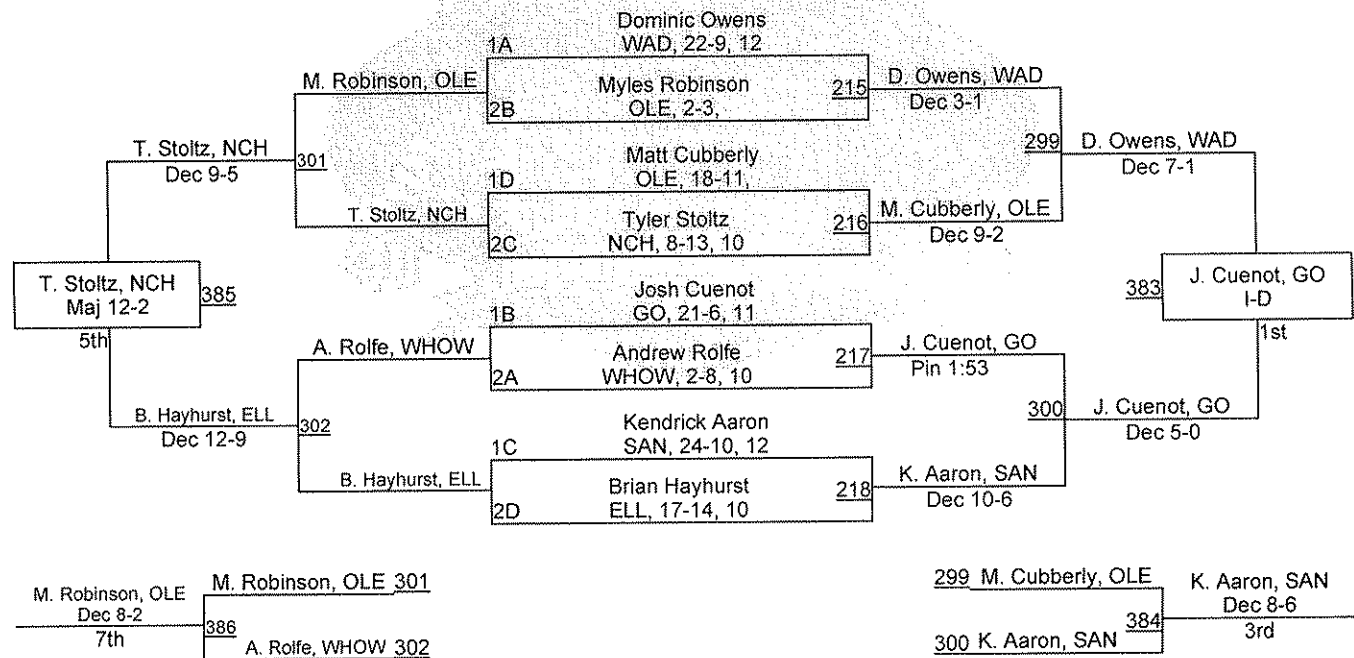 Dominic Owens
1A WAD, 22-9, 12
M. Robinson, OLE
Myles Robinson
2B OLE, 2-3,
215
D. Owens, WAD
Dec 3-1
T. Stoltz, NCH
Dec 9-5
301
299
D. Owens, WAD
Dec 7-1
Matt Cubberly
1D OLE, 18-11,
T. Stoltz, NCH
Tyler Stoltz
2C NCH, 8-13, 10
216
M. Cubberly, OLE
Dec 9-2
T. Stoltz, NCH
Maj 12-2
385
5th
383
J. Cuenot, GO
I-D
1st
Josh Cuenot
1B GO, 21-6, 11
A. Rolfe, WHOW
Andrew Rolfe
2A WHOW, 2-8, 10
217
J. Cuenot, GO
Pin 1:53
B. Hayhurst, ELL
Dec 12-9
302
300
J. Cuenot, GO
Dec 5-0
Kendrick Aaron
1C SAN, 24-10, 12
B. Hayhurst, ELL
Brian Hayhurst
2D ELL, 17-14, 10
218
K. Aaron, SAN
Dec 10-6
M. Robinson, OLE
Dec 8-2
7th
M. Robinson, OLE 301
386
A. Rolfe, WHOW 302
299 M. Cubberly, OLE
384
300 K. Aaron, SAN
K. Aaron, SAN
Dec 8-6
3rd